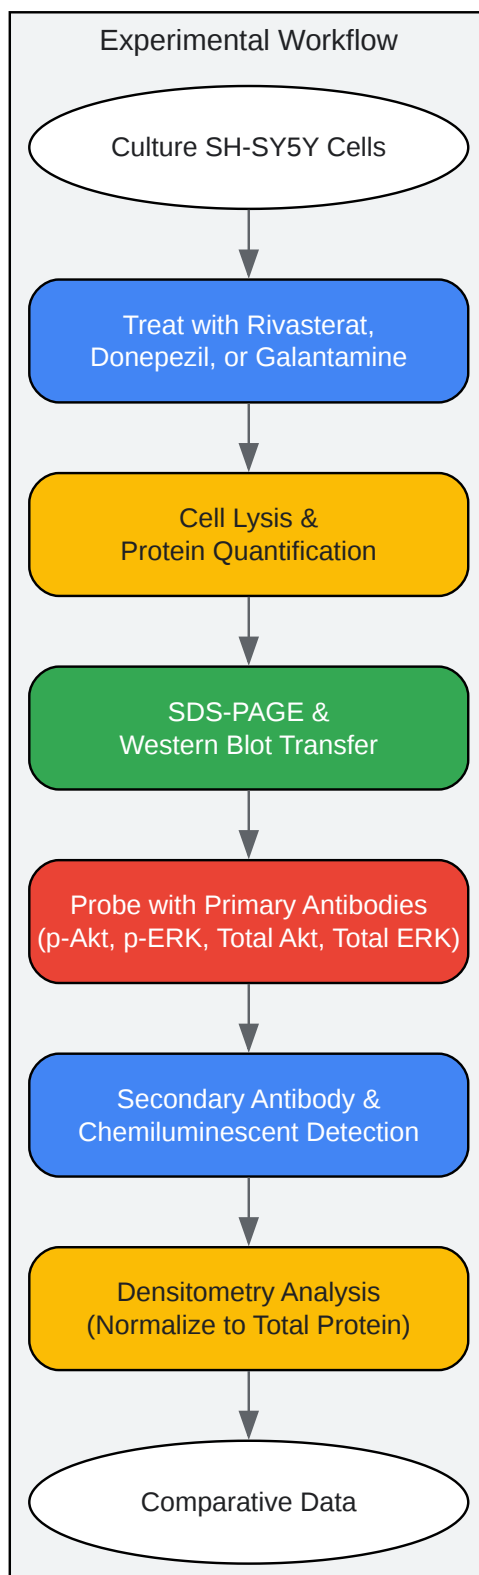 Experimental Workflow
Culture SH-SY5Y Cells
Treat with Rivasterat,
Donepezil, or Galantamine
Cell Lysis &
Protein Quantification
SDS-PAGE &
Western Blot Transfer
Probe with Primary Antibodies
(p-Akt, p-ERK, Total Akt, Total ERK)
Secondary Antibody &
Chemiluminescent Detection
Densitometry Analysis
(Normalize to Total Protein)
Comparative Data